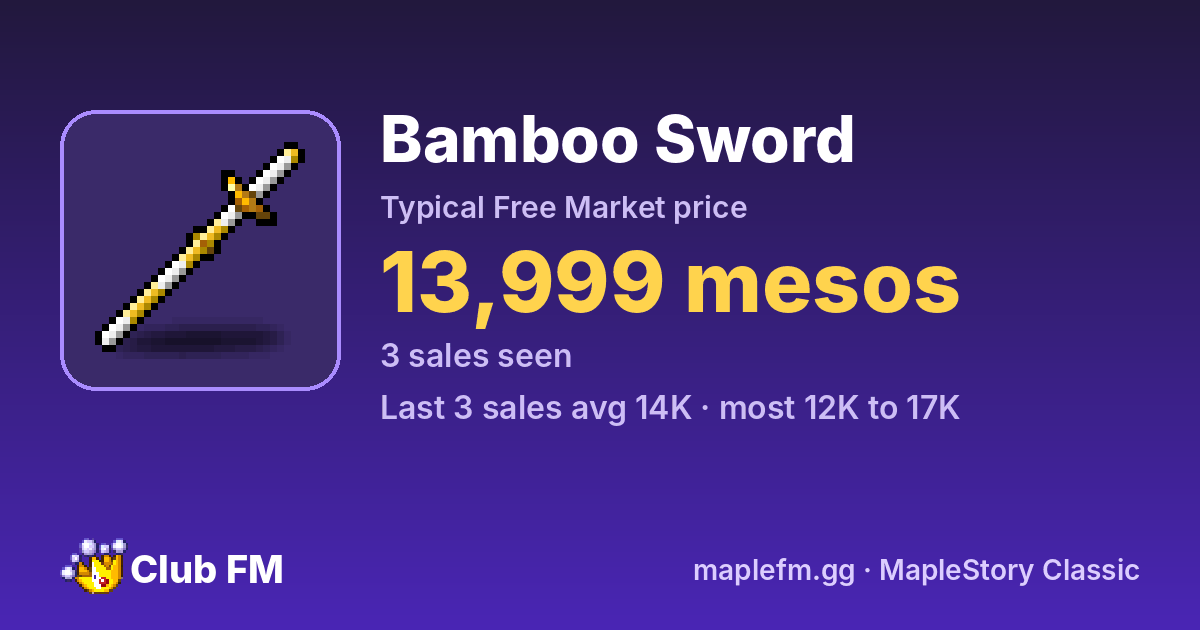 Bamboo Sword
Typical Free Market price
13,999 mesos
3 sales seen
Last 3 sales avg 14K · most 12K to 17K
Club FM
maplefm.gg · MapleStory Classic